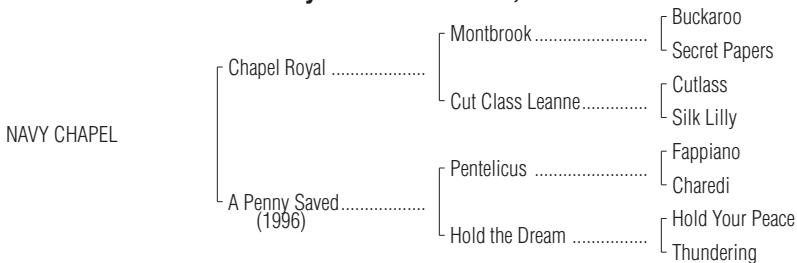 Buckaroo
Montbrook ..........................
Secret Papers
Chapel Royal .....................
Cutlass
Cut Class Leanne...............
Silk Lilly
NAVY CHAPEL
Fappiano
Pentelicus ..........................
Charedi
A Penny Saved...................
(1996)
Hold Your Peace
Hold the Dream .................
Thundering